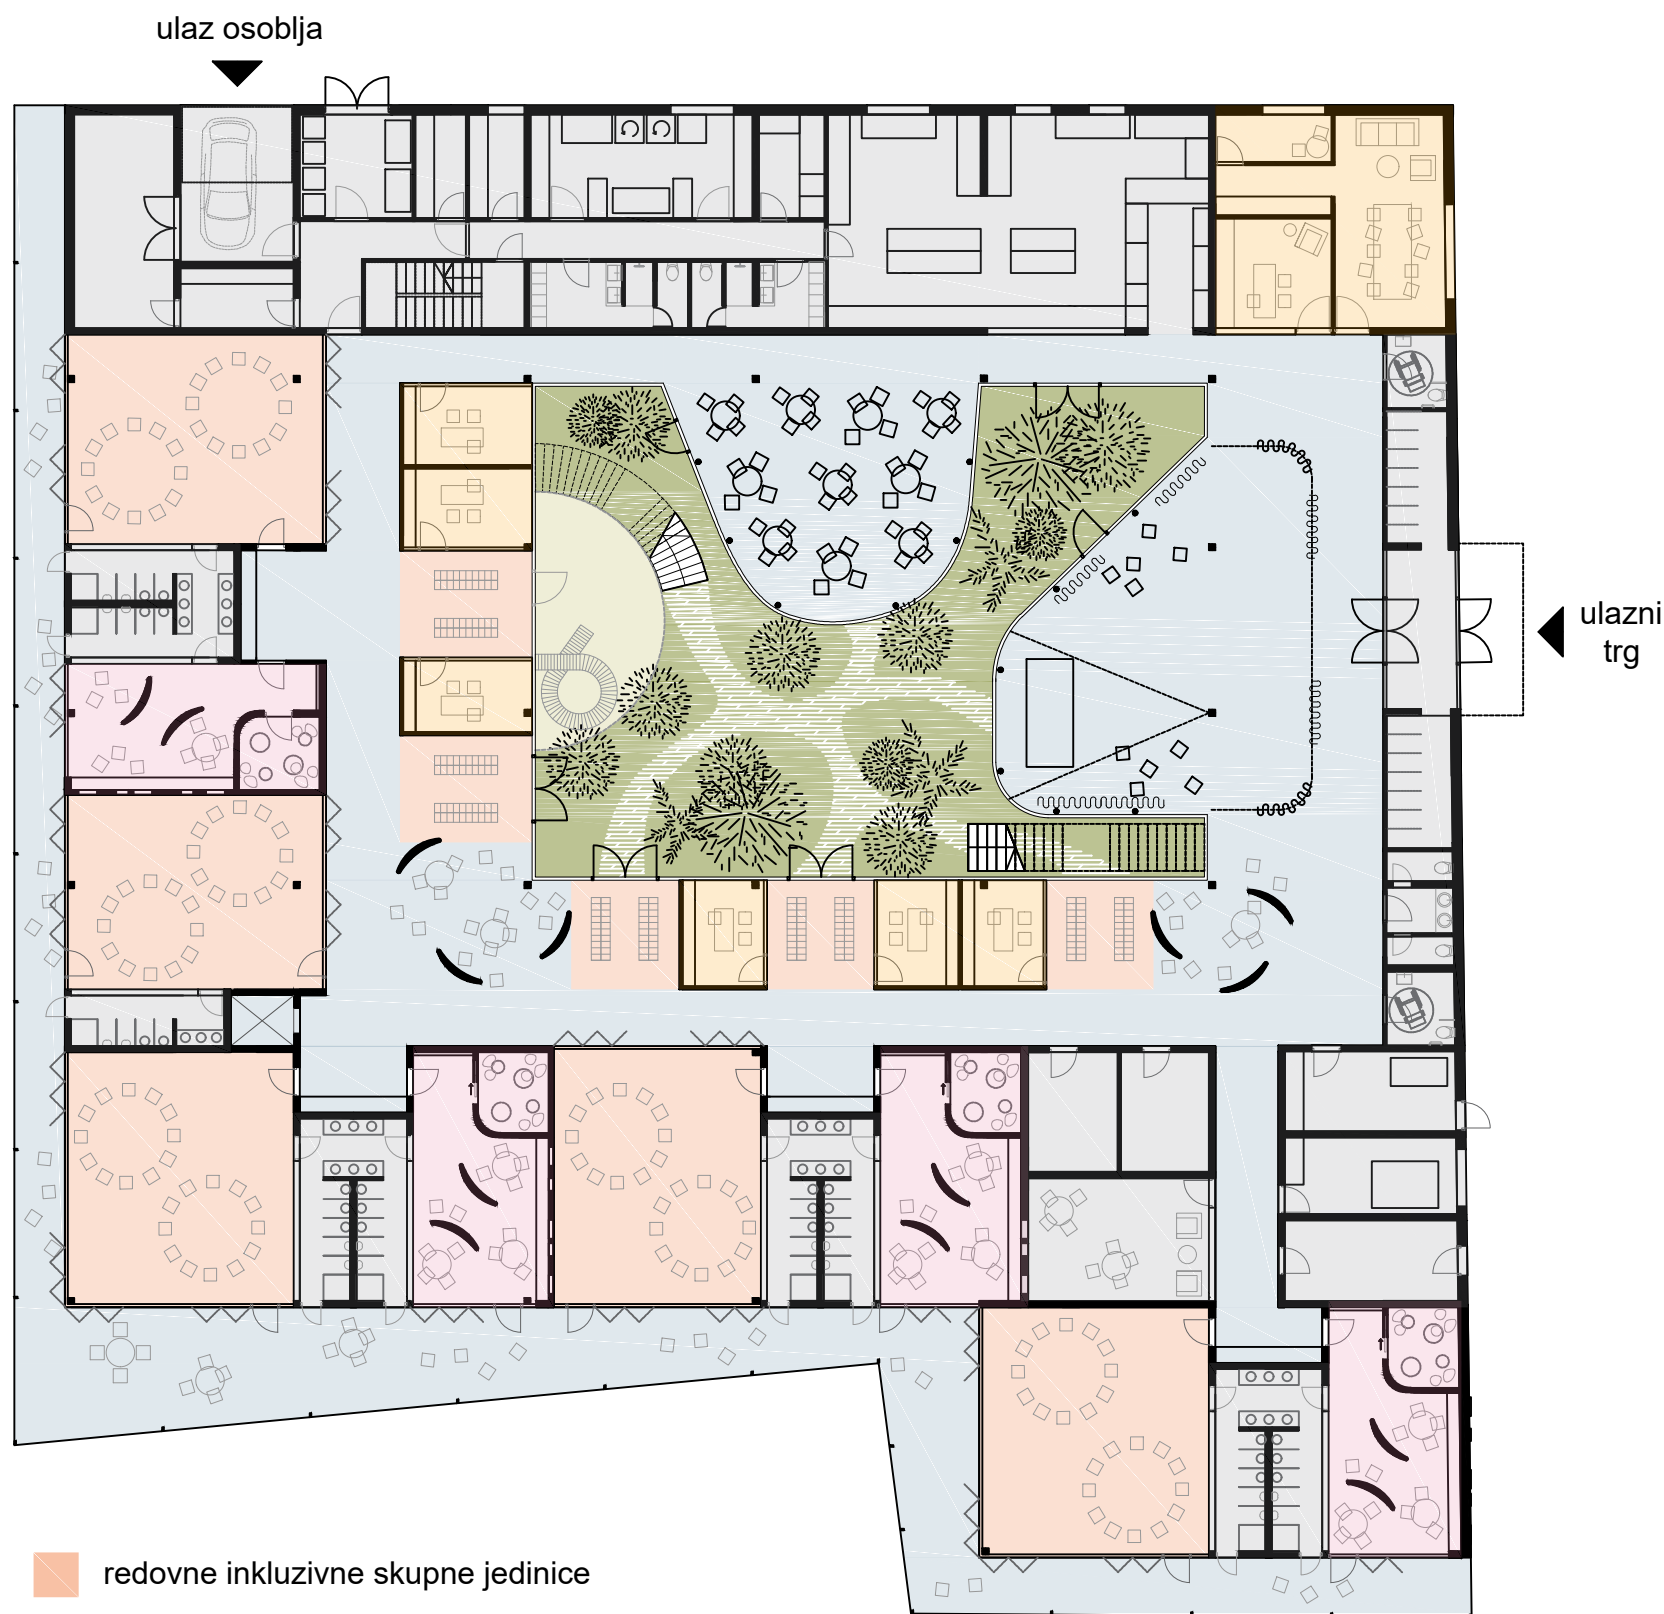 ulaz osoblja
ulazni
trg
redovne inkluzivne skupne jedinice